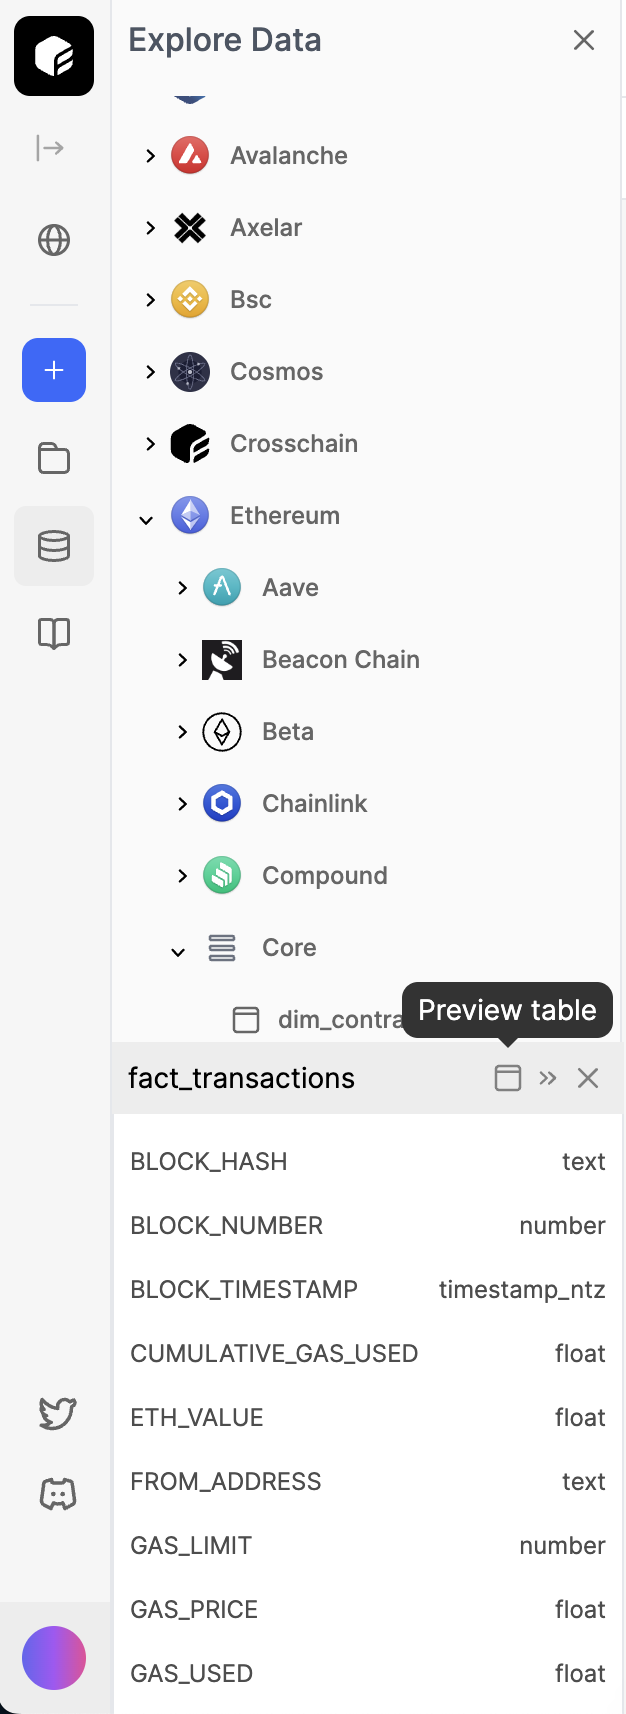 Explore Data
Avalanche
Axelar
Bsc
Cosmos
Crosschain
Ethereum
Aave
Beacon Chain
Beta
Chainlink
Compound
Core
dim_contra
Preview table
fact_transactions
BLOCK_HASH text
BLOCK_NUMBER number
BLOCK_TIMESTAMP timestamp_ntz
CUMULATIVE_GAS_USED float
ETH_VALUE float
FROM_ADDRESS text
GAS_LIMIT number
GAS_PRICE float
GAS_USED float